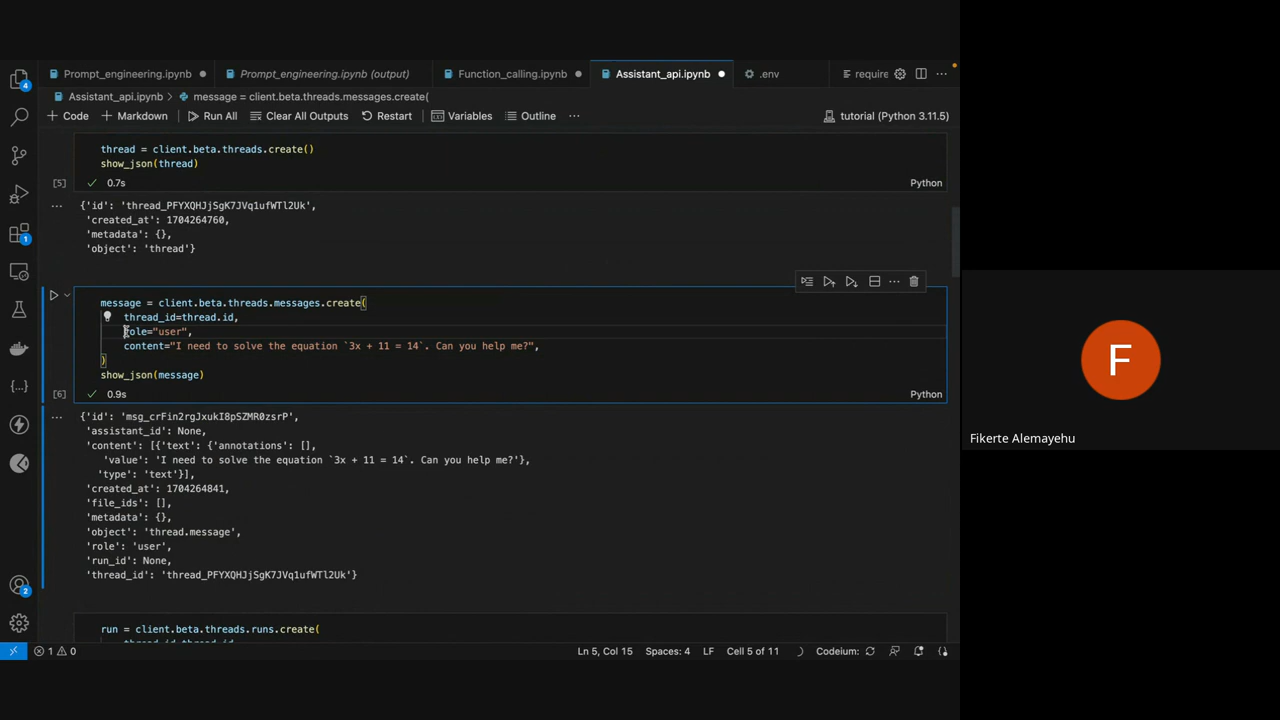 Prompt_engineering.ipynb
Prompt_engineering.ipynb (output)
Function_calling.ipynb
Assistant_api.ipynb
.env
require
Assistant_api.ipynb > message = client.beta.threads.messages.create(
+ Code + Markdown Run All Clear All Outputs Restart Variables Outline ... tutorial (Python 3.11.5)
4
thread = client.beta.threads.create()
show_json(thread)
[5] 0.7s Python
{'id': 'thread_PFYXQHJjSgK7JVq1ufWTl2Uk',
'created_at': 1704264760,
'metadata': {},
'object': 'thread'}
1
message = client.beta.threads.messages.create(
thread_id=thread.id,
role="user",
content="I need to solve the equation `3x + 11 = 14`. Can you help me?",
)
show_json(message)
[6] 0.9s Python
{'id': 'msg_crFin2rgJxukI8pSZMR0zsrP',
'assistant_id': None,
'content': [{'text': {'annotations': [],
'value': 'I need to solve the equation `3x + 11 = 14`. Can you help me?'},
'type': 'text'}],
'created_at': 1704264841,
'file_ids': [],
'metadata': {},
'object': 'thread.message',
'role': 'user',
'run_id': None,
'thread_id': 'thread_PFYXQHJjSgK7JVq1ufWTl2Uk'}
2
run = client.beta.threads.runs.create(
1 0 Ln 5, Col 15 Spaces: 4 LF Cell 5 of 11 Codeium:
F
Fikerte Alemayehu